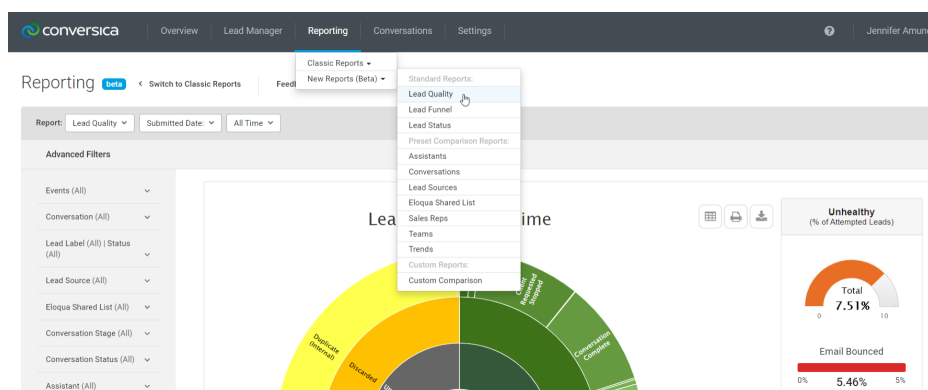 conversica Overview Lead Manager Reporting Conversations Settings Jennifer
Classic Reports
New Reports (Beta)
Reporting beta < Switch to Classic Reports
Standard Reports:
Lead Quality
Lead Funnel
Lead Status
Preset Comparison Reports:
Assistants
Conversations
Lead Sources
Eloqua Shared List
Sales Reps
Teams
Trends
Custom Reports:
Custom Comparison
Report: Lead Quality Submitted Date: All Time
Advanced Filters
Events (All)
Conversation (All)
Lead Label (All) | Status
(All)
Lead Source (All)
Eloqua Shared List (All)
Conversation Stage (All)
Conversation Status (All)
Assistant (All)
Duplicate
(Internal)
Discarded
Client
Requested
Stopped
Conversation
Complete
Unhealthy
(% of Attempted Leads)
Total
7.51%
0 10
Email Bounced
0% 5.46% 5%